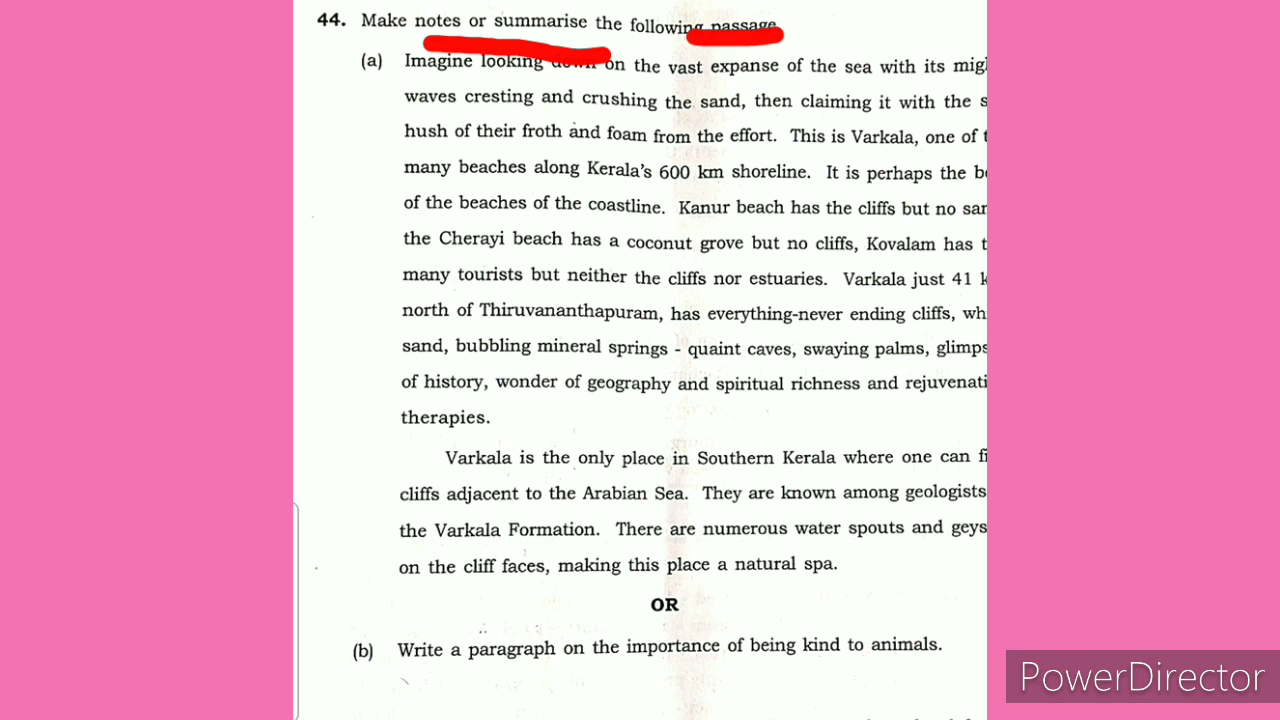 44. Make notes or summarise the following passage
(a) Imagine looking down on the vast expanse of the sea with its
waves cresting and crushing the sand, then claiming it with the
hush of their froth and foam from the effort. This is Varkala, one of
many beaches along Kerala's 600 km shoreline. It is perhaps the
of the beaches of the coastline. Kanur beach has the cliffs but no
the Cherayi beach has a coconut grove but no cliffs, Kovalam has
many tourists but neither the cliffs nor estuaries. Varkala just 41
north of Thiruvananthapuram, has everything-never ending cliffs,
sand, bubbling mineral springs - quaint caves, swaying palms,
of history, wonder of geography and spiritual richness and
therapies.
Varkala is the only place in Southern Kerala where one can
cliffs adjacent to the Arabian Sea. They are known among geologists
the Varkala Formation. There are numerous water spouts and
on the cliff faces, making this place a natural spa.
OR
(b) Write a paragraph on the importance of being kind to animals.
PowerDirector